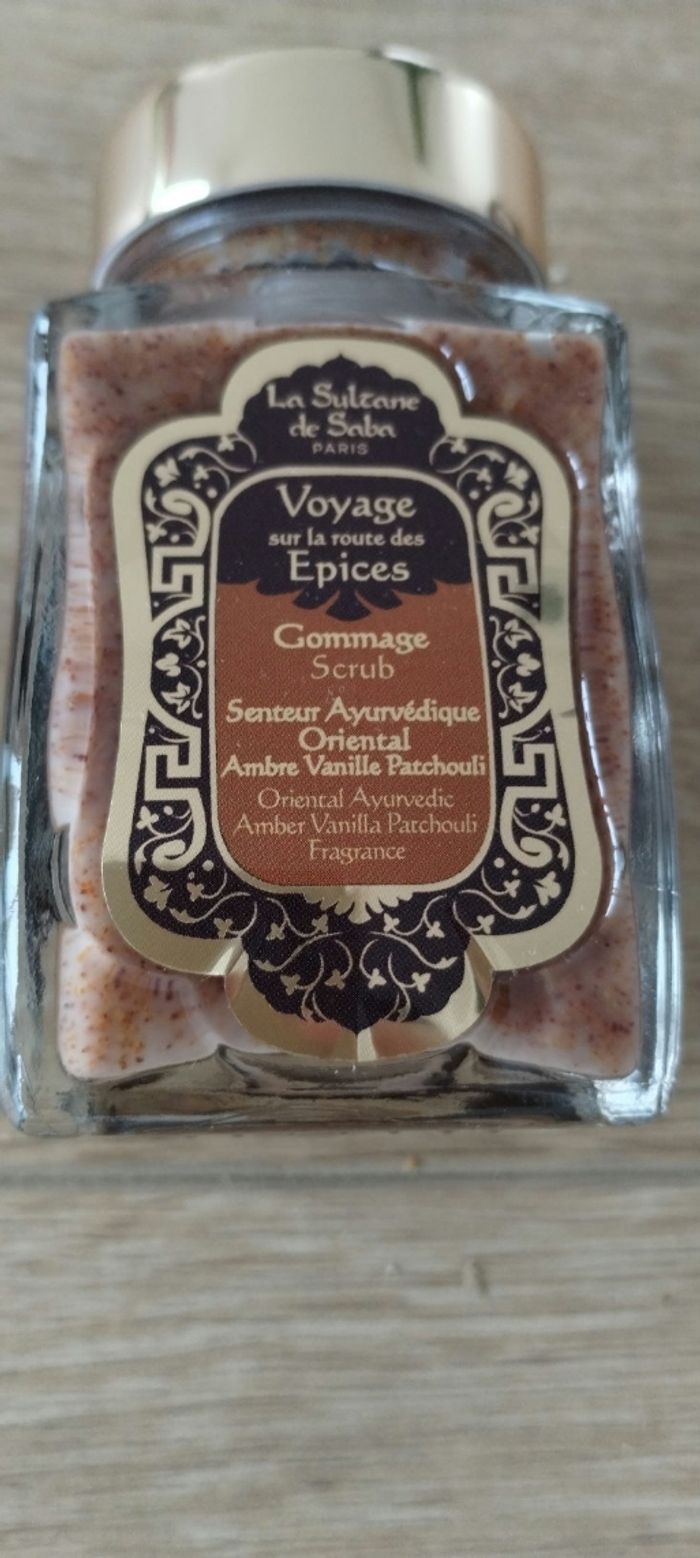 La Sultane
de Saba
PARIS
Voyage
sur la route des
Epices
Gommage
Scrub
Senteur Ayurvédique
Oriental
Ambre Vanille Patchouli
Oriental Ayurvedic
Amber Vanilla Patchouli
Fragrance